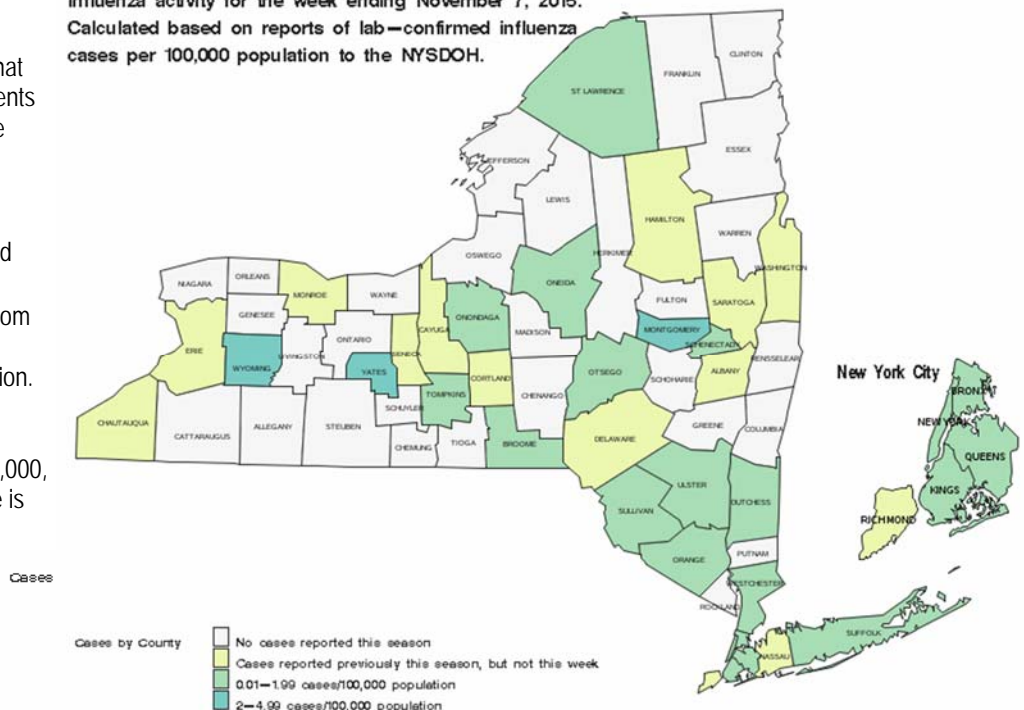 Influenza activity for the week ending November 7, 2015.
Calculated based on reports of lab-confirmed influenza
cases per 100,000 population to the NYSDOH.
hat
ents
e
d
om
ion.
,000,
e is
Cases
CLINTON
FRANKLIN
ST LAWRENCE
ESSEX
JEFFERSON
LEWIS
HAMILTON
WARREN
HERKIMER
OSWEGO
WASHINGTON
ORLEANS
NIAGARA
ONEIDA
MONROE
WAYNE
FULTON
SARATOGA
GENESEE
ONONDAGA
CAYUGA
MADISON
MONTGOMERY
ONTARIO
SCHENECTADY
ERIE
LIVINGSTON
SENECA
RENSSELAER
WYOMING
YATES
OTSEGO
ALBANY
CORTLAND
SCHOHARIE
TOMPKINS
CHENANGO
SCHUYLER
CHAUTAUQUA
CATTARAUGUS
ALLEGANY
STEUBEN
GREENE
COLUMBIA
CHEMUNG
TIOGA
BROOME
DELAWARE
ULSTER
DUTCHESS
SULLIVAN
ORANGE
PUTNAM
WESTCHESTER
ROCKLAND
SUFFOLK
NASSAU
New York City
BRONX
NEW YORK
QUEENS
KINGS
RICHMOND
Cases by County
No cases reported this season
Cases reported previously this season, but not this week
0.01-1.99 cases/100,000 population
2-4.99 cases/100,000 population